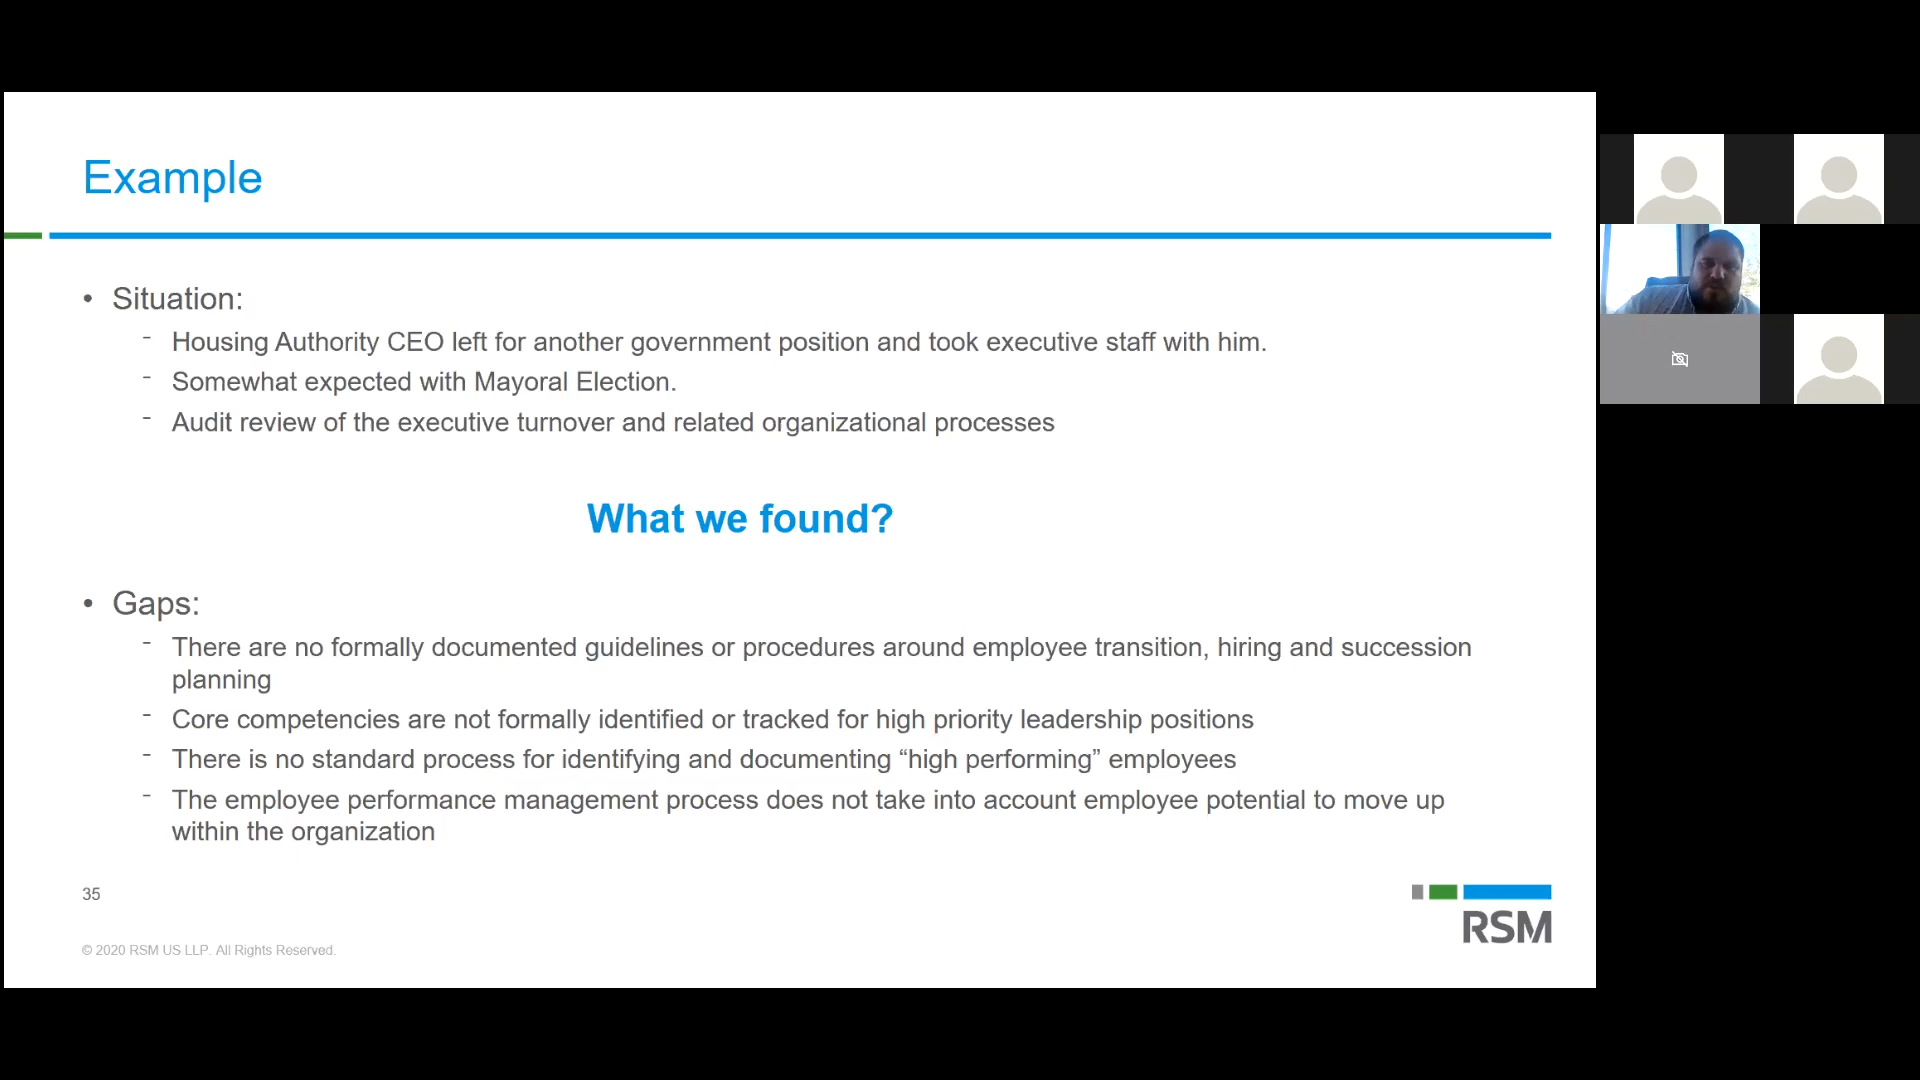 Example
• Situation:
- Housing Authority CEO left for another government position and took executive staff with him.
- Somewhat expected with Mayoral Election.
- Audit review of the executive turnover and related organizational processes
What we found?
• Gaps:
- There are no formally documented guidelines or procedures around employee transition, hiring and succession
planning
- Core competencies are not formally identified or tracked for high priority leadership positions
- There is no standard process for identifying and documenting “high performing” employees
- The employee performance management process does not take into account employee potential to move up
within the organization
35
RSM
© 2020 RSM US LLP. All Rights Reserved.